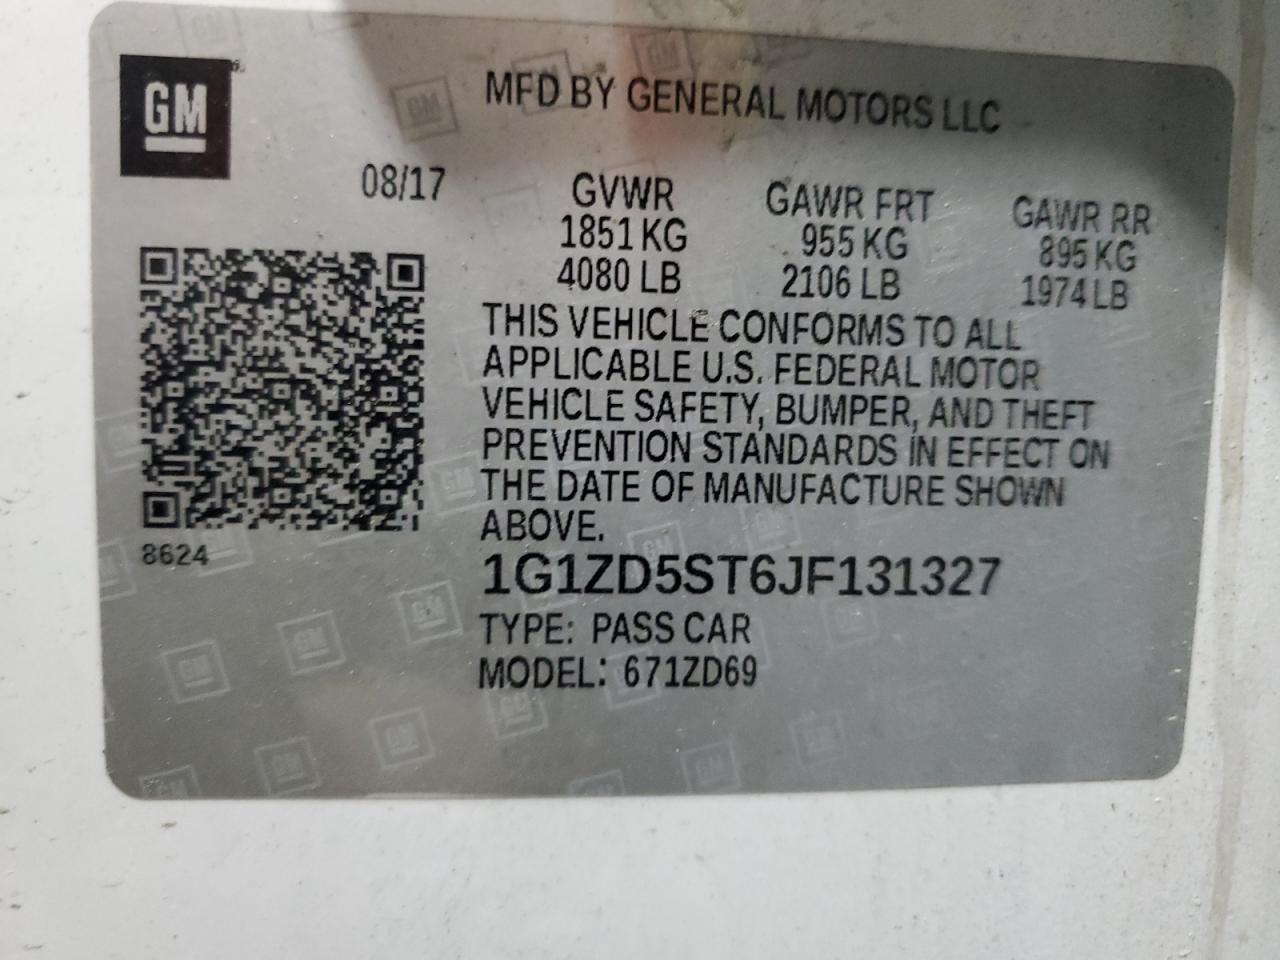 GM
MFD BY GENERAL MOTORS LLC
08/17
GVWR GAWR FRT GAWR RR
1851 KG 955 KG 895 KG
4080 LB 2106 LB 1974 LB
THIS VEHICLE CONFORMS TO ALL
APPLICABLE U.S. FEDERAL MOTOR
VEHICLE SAFETY, BUMPER, AND THEFT
PREVENTION STANDARDS IN EFFECT ON
THE DATE OF MANUFACTURE SHOWN
ABOVE.
8624
1G1ZD5ST6JF131327
TYPE: PASS CAR
MODEL: 671ZD69